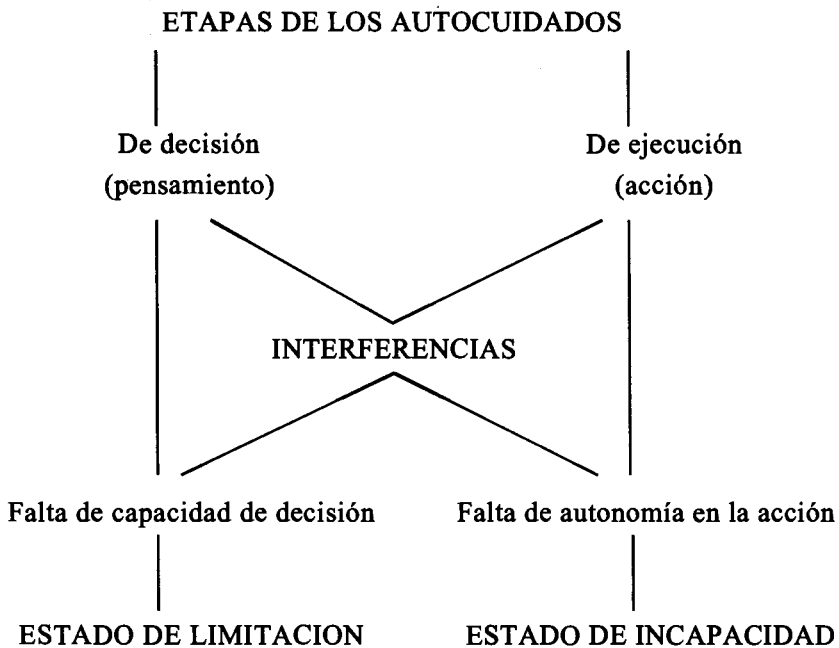 ETAPAS DE LOS AUTOCUIDADOS
De decisión
(pensamiento)
De ejecución
(acción)
INTERFERENCIAS
Falta de capacidad de decisión
Falta de autonomía en la acción
ESTADO DE LIMITACION
ESTADO DE INCAPACIDAD